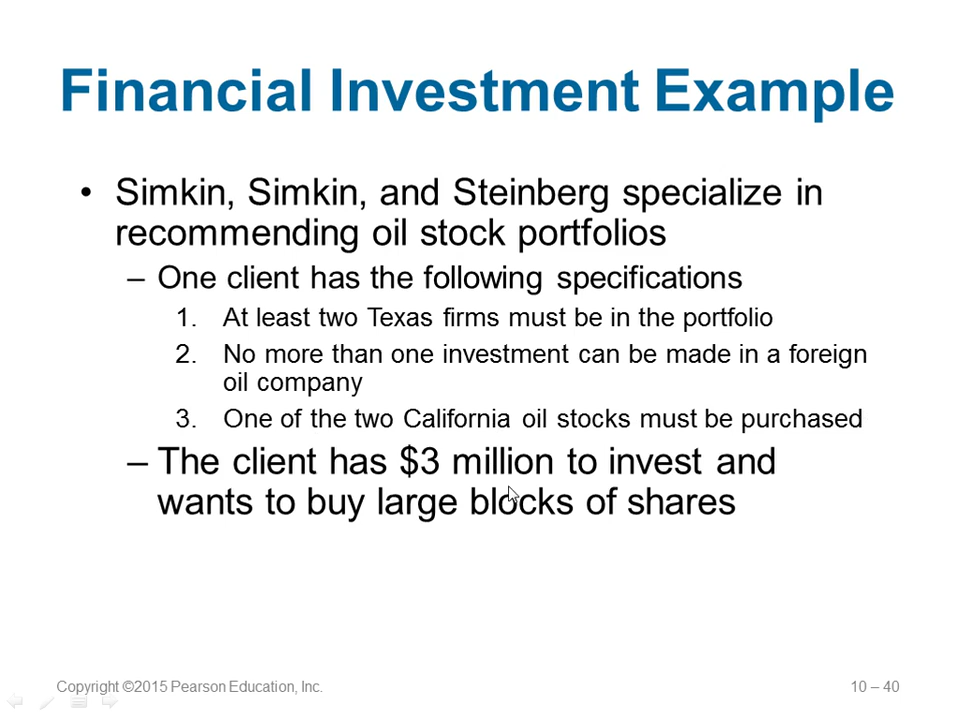 Financial Investment Example
• Simkin, Simkin, and Steinberg specialize in
recommending oil stock portfolios
– One client has the following specifications
1. At least two Texas firms must be in the portfolio
2. No more than one investment can be made in a foreign
oil company
3. One of the two California oil stocks must be purchased
– The client has $3 million to invest and
wants to buy large blocks of shares
Copyright ©2015 Pearson Education, Inc.
10 – 40